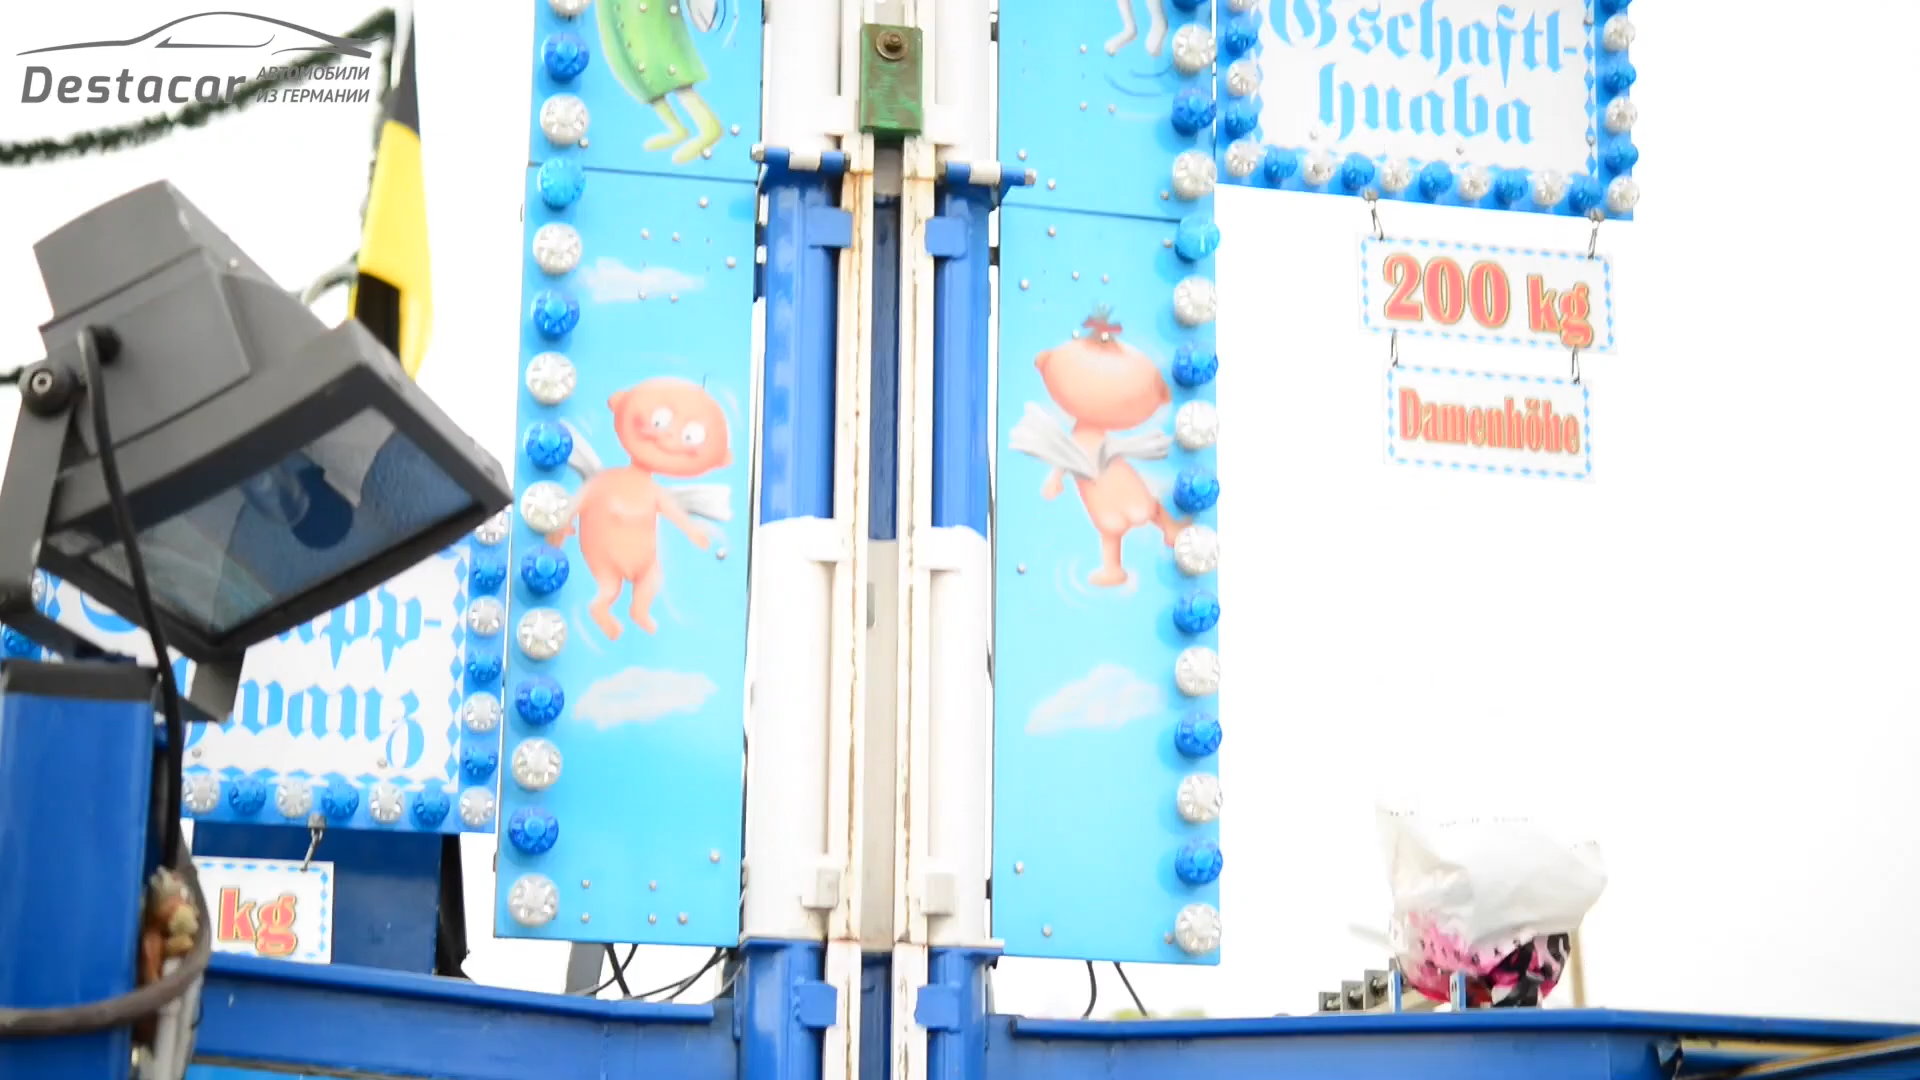 Destacar
АВТОМОБИЛИ
ИЗ ГЕРМАНИИ
Gschaftl-
huaba
200 kg
Damenhöhe
kg